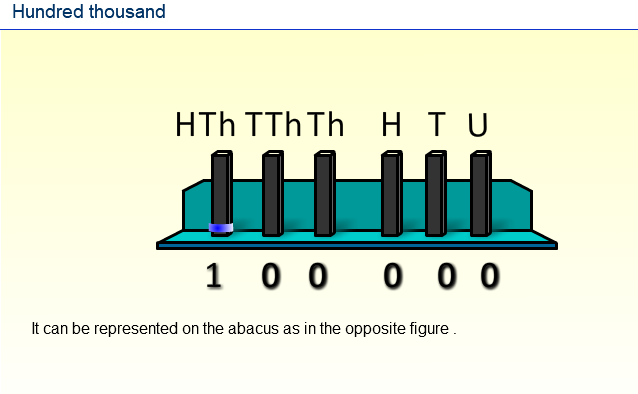 Hundred thousand
HTh TTh Th H T U
1 0 0 0 0 0
It can be represented on the abacus as in the opposite figure .